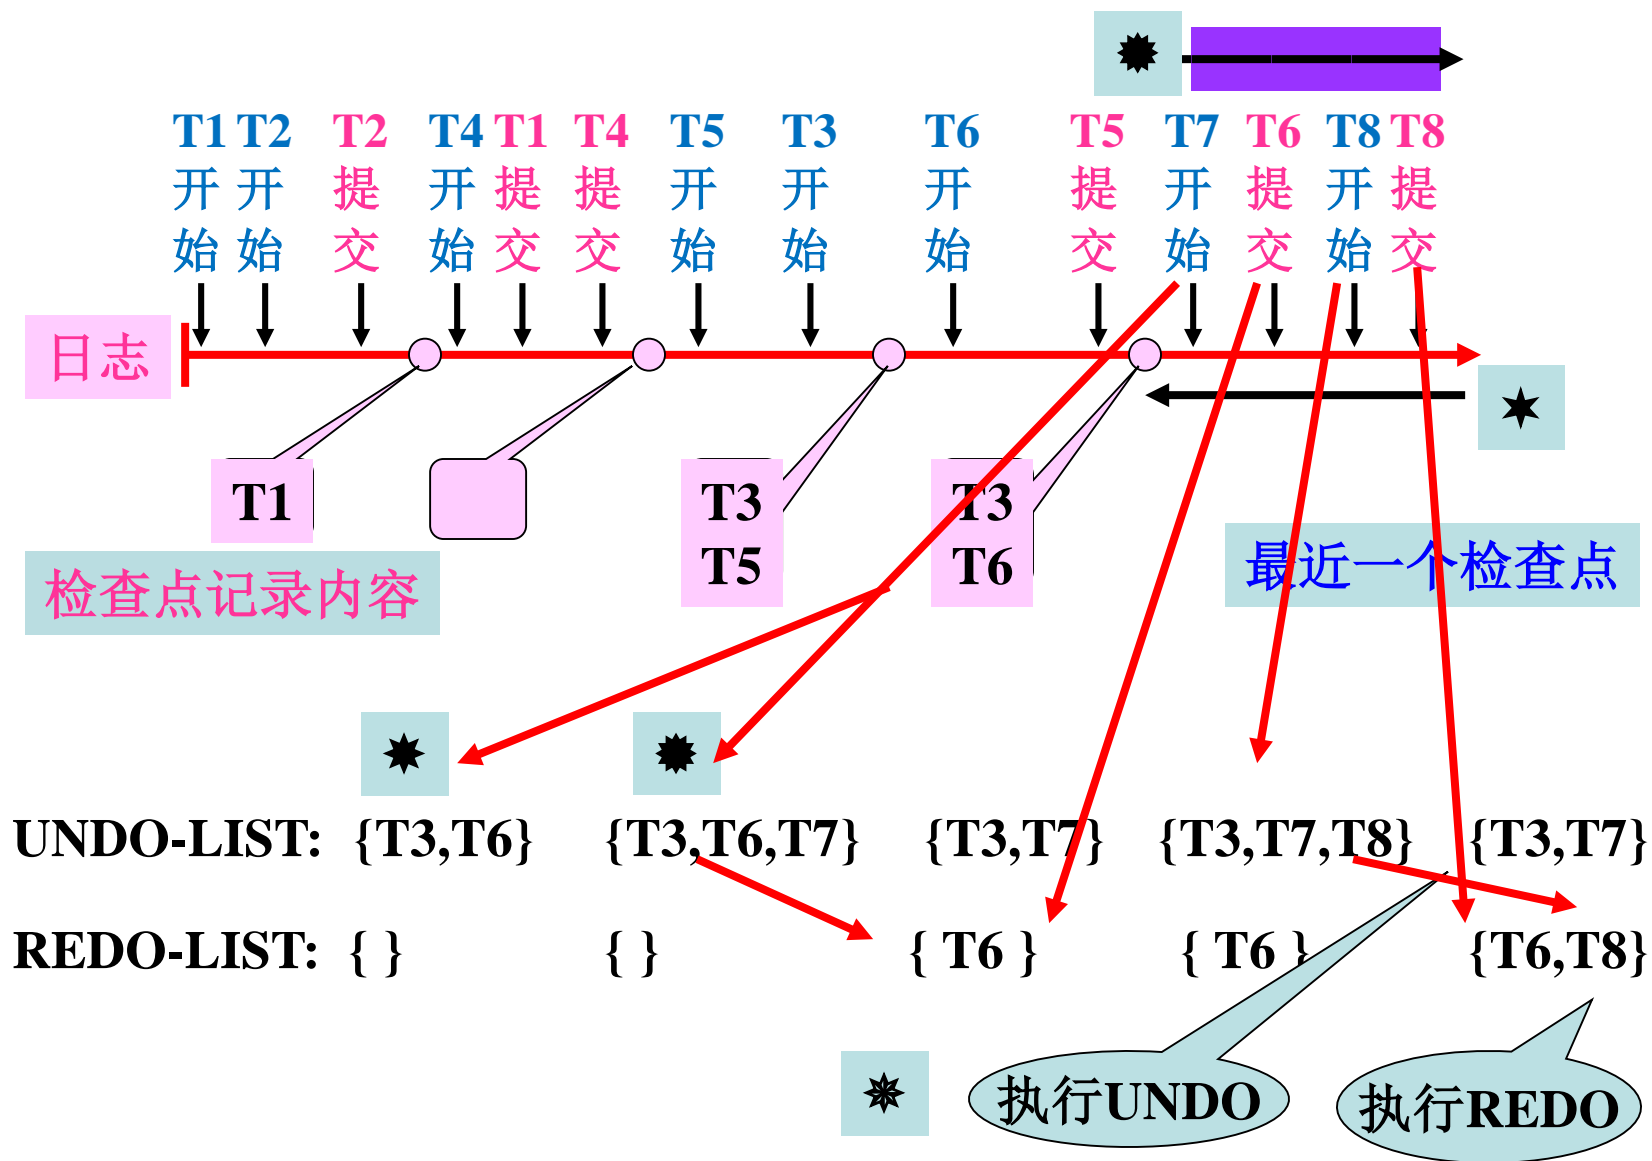 T1 T2 T2 T4 T1 T4 T5 T3 T6 T5 T7 T6 T8 T8
开 开 提 开 提 提 开 开 开 提 开 提 开 提
始 始 交 始 交 交 始 始 始 交 始 交 始 交
日志
T1
T3
T5
T3
T6
检查点记录内容
最近一个检查点
UNDO-LIST: {T3,T6} {T3,T6,T7} {T3,T7} {T3,T7,T8} {T3,T7}
REDO-LIST: { } { } { T6 } { T6 } {T6,T8}
执行UNDO
执行REDO